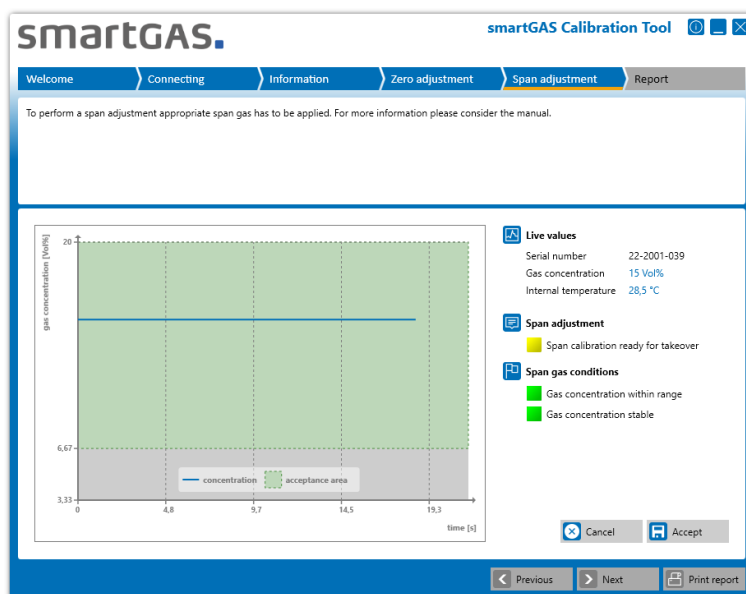 smartGAS.
smartGAS Calibration Tool
Welcome
Connecting
Information
Zero adjustment
Span adjustment
Report
To perform a span adjustment appropriate span gas has to be applied. For more information please consider the manual.
gas concentration [Vol%]
20
6,67
3,33
0
4,8
9,7
14,5
19,3
time [s]
concentration
acceptance area
Live values
Serial number 22-2001-039
Gas concentration 15 Vol%
Internal temperature 28,5 °C
Span adjustment
Span calibration ready for takeover
Span gas conditions
Gas concentration within range
Gas concentration stable
Cancel
Accept
Previous
Next
Print report